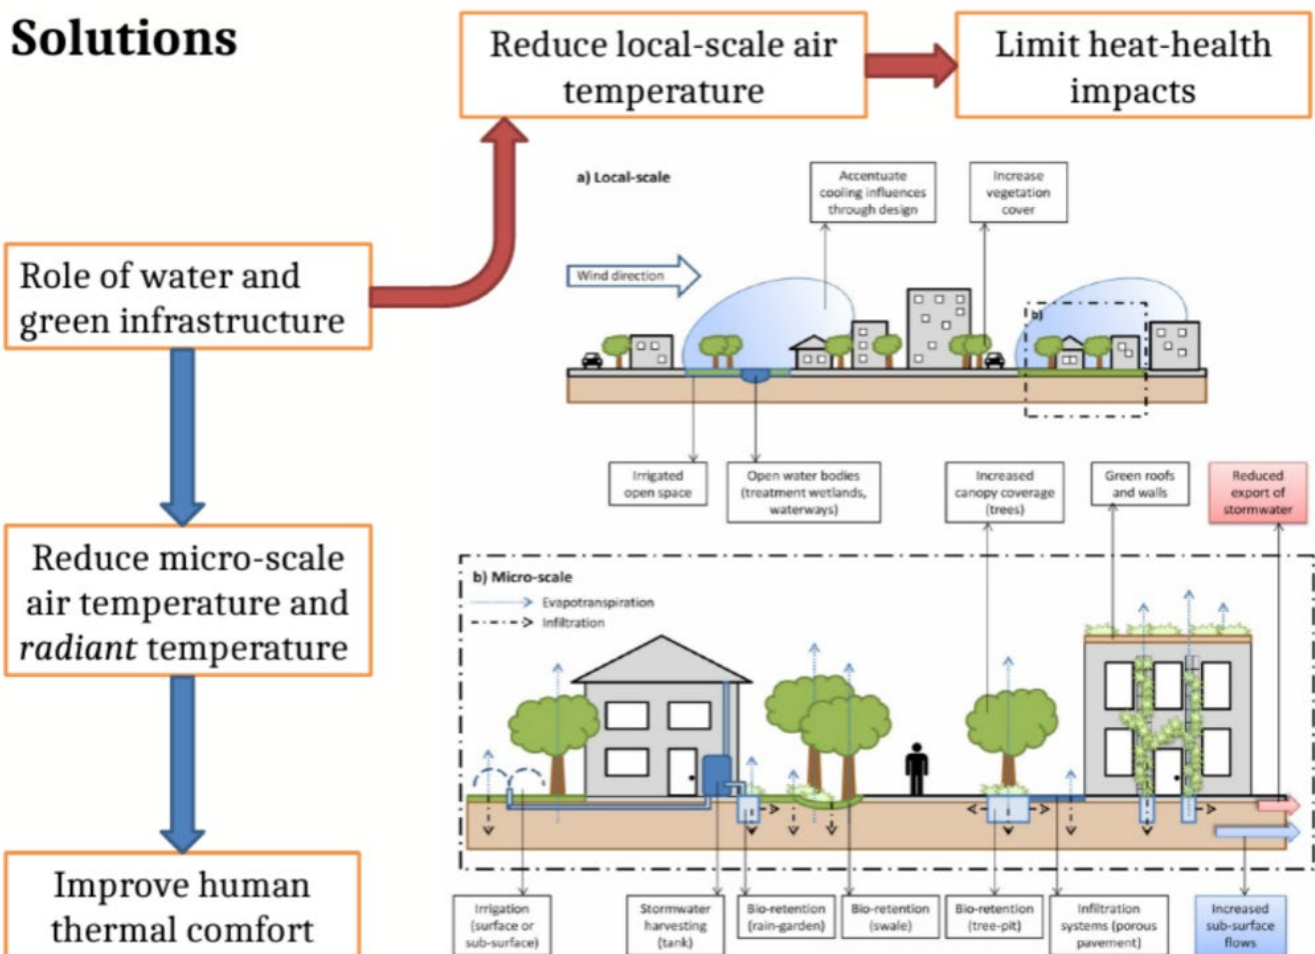 Solutions
Reduce local-scale air
temperature
Limit heat-health
impacts
Role of water and
green infrastructure
Reduce micro-scale
air temperature and
radiant temperature
Improve human
thermal comfort
a) Local-scale
Accentuate
cooling influences
through design
Increase
vegetation
cover
Wind direction
b)
Irrigated
open space
Open water bodies
(treatment wetlands,
waterways)
Increased
canopy coverage
(trees)
Green roofs
and walls
Reduced
export of
stormwater
b) Micro-scale
Evapotranspiration
Infiltration
Irrigation
(surface or
sub-surface)
Stormwater
harvesting
(tank)
Bio-retention
(rain-garden)
Bio-retention
(swale)
Bio-retention
(tree-pit)
Infiltration
systems (porous
pavement)
Increased
sub-surface
flows